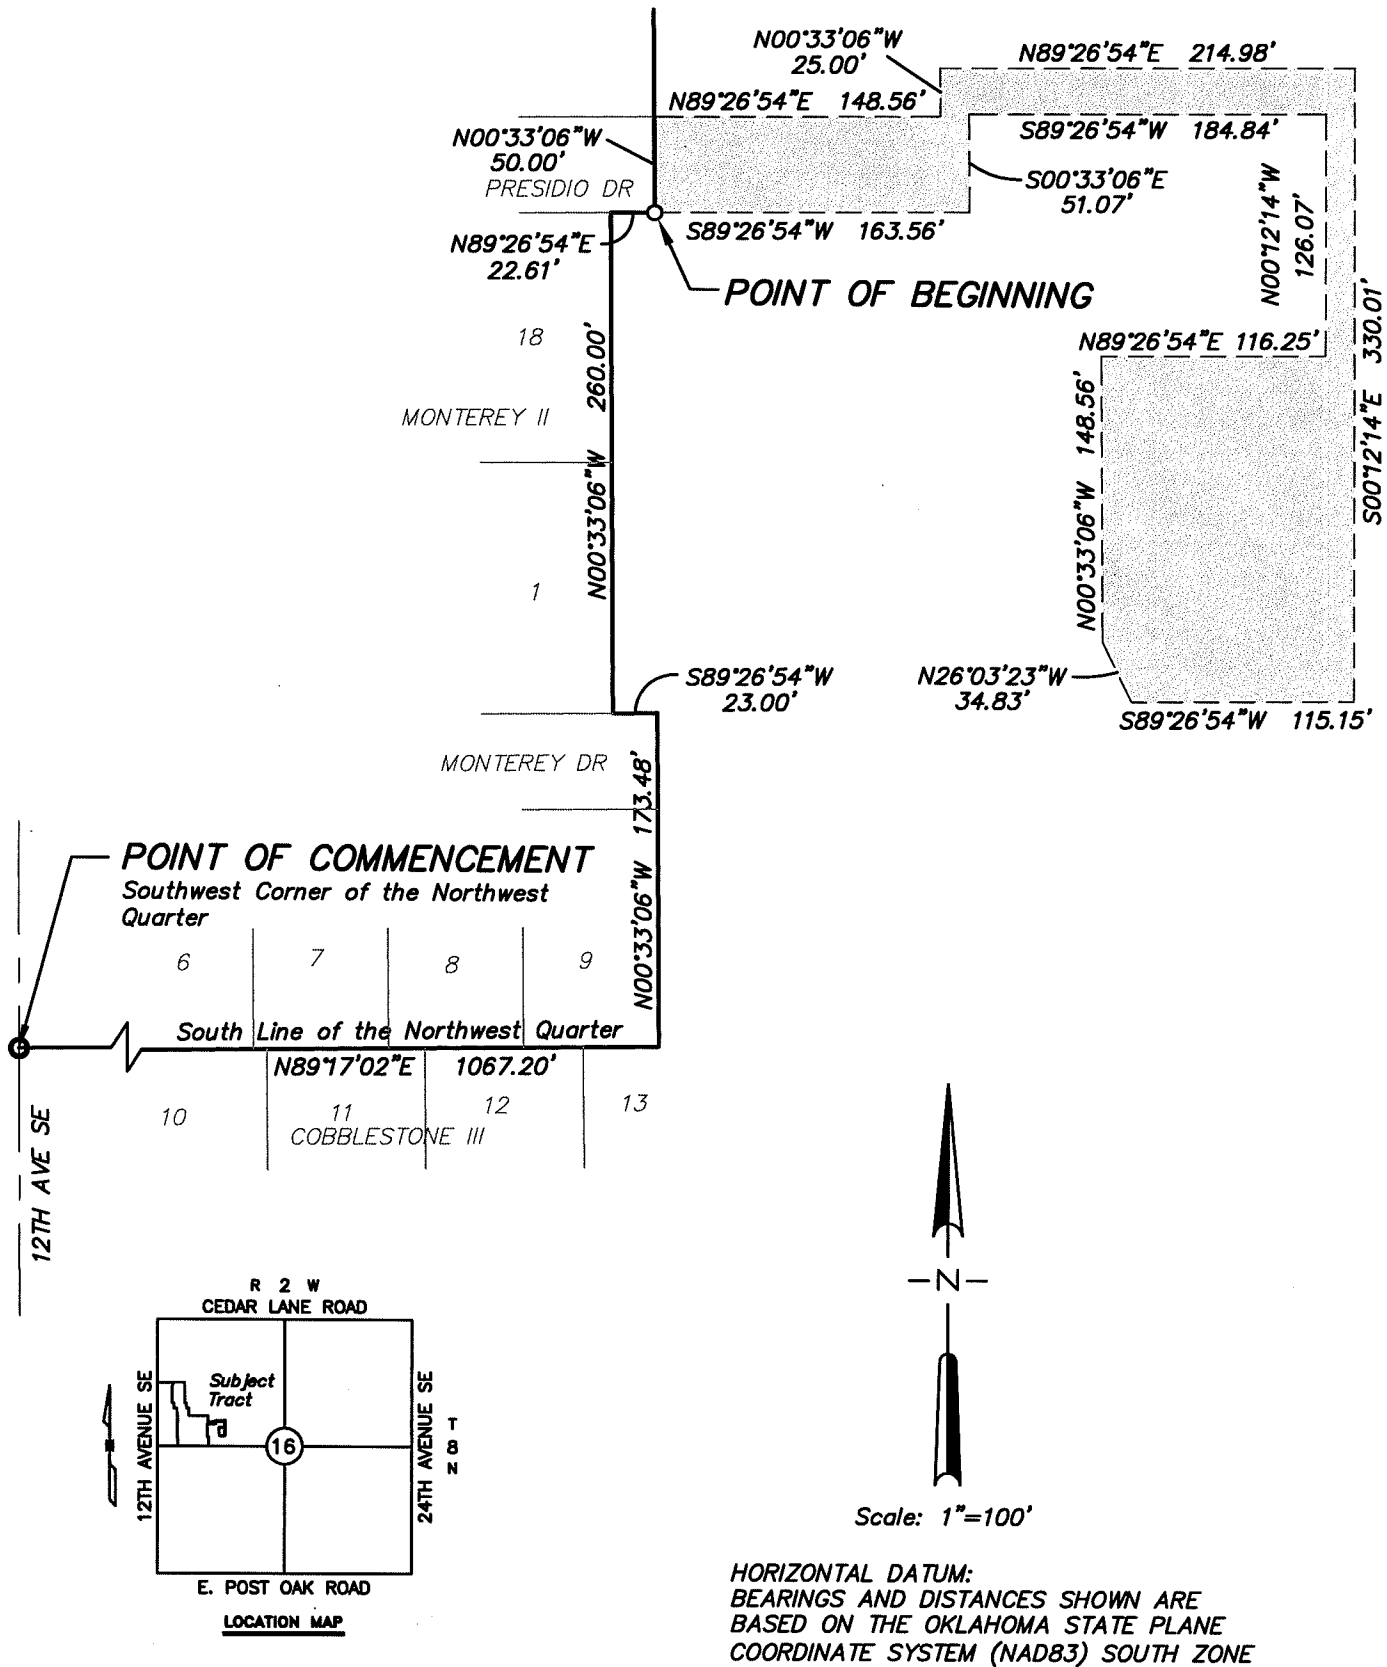 N00°33'06"W
25.00'
N89°26'54"E 214.98'
N89°26'54"E 148.56'
S89°26'54"W 184.84'
N00°33'06"W
50.00'
PRESIDIO DR
S00°33'06"E
51.07'
N00°12'14"W
126.07'
S89°26'54"W 163.56'
N89°26'54"E
22.61'
POINT OF BEGINNING
18
N89°26'54"E 116.25'
S00°12'14"E 330.01'
MONTEREY II
N00°33'06"W 260.00'
N00°33'06"W 148.56'
1
S89°26'54"W
23.00'
N26°03'23"W
34.83'
S89°26'54"W 115.15'
MONTEREY DR
N00°33'06"W 173.48'
POINT OF COMMENCEMENT
Southwest Corner of the Northwest
Quarter
6 7 8 9
South Line of the Northwest Quarter
N89°17'02"E 1067.20'
10 11 12 13
COBBLESTONE III
12TH AVE SE
R 2 W
CEDAR LANE ROAD
Subject
Tract
12TH AVENUE SE
24TH AVENUE SE
T
8
N
16
E. POST OAK ROAD
LOCATION MAP
-N-
Scale: 1"=100'
HORIZONTAL DATUM:
BEARINGS AND DISTANCES SHOWN ARE
BASED ON THE OKLAHOMA STATE PLANE
COORDINATE SYSTEM (NAD83) SOUTH ZONE